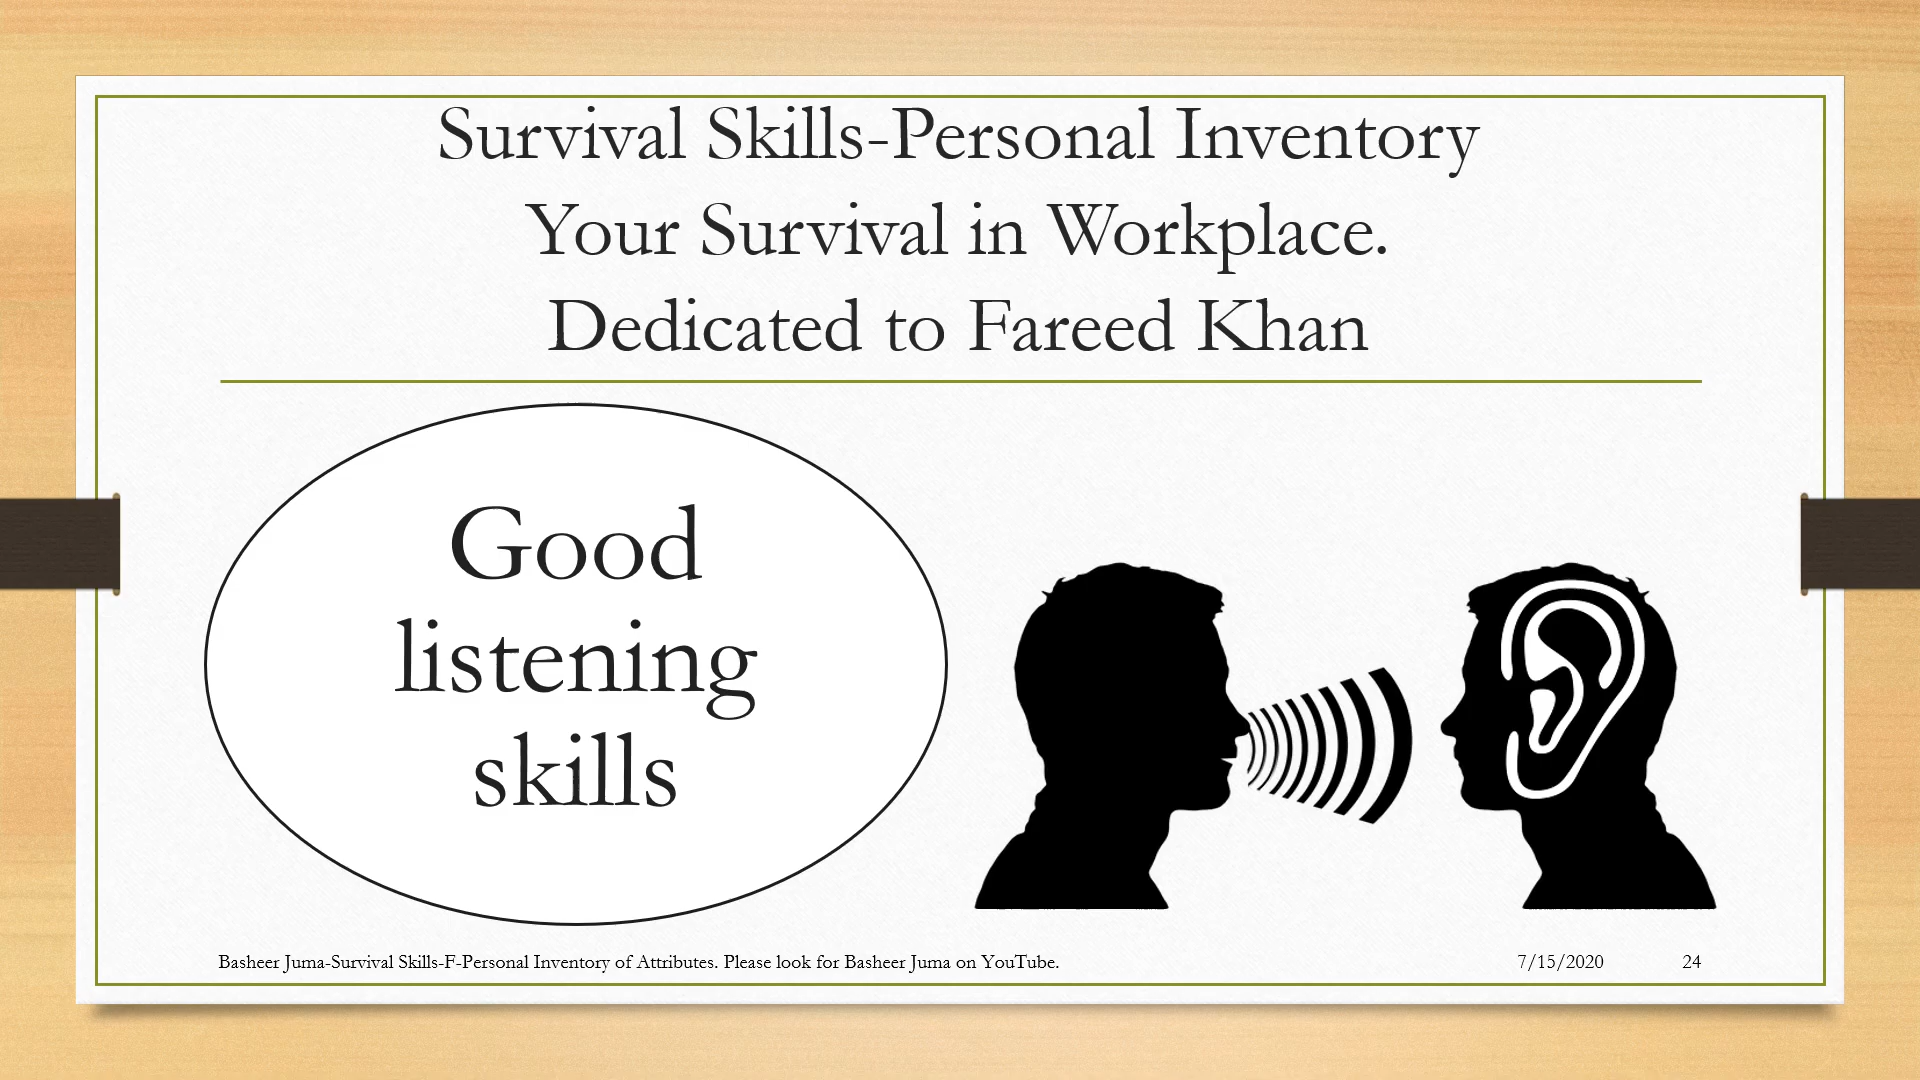 Survival Skills-Personal Inventory
Your Survival in Workplace.
Dedicated to Fareed Khan
Good
listening
skills
Basheer Juma-Survival Skills-F-Personal Inventory of Attributes. Please look for Basheer Juma on YouTube.
7/15/2020
24